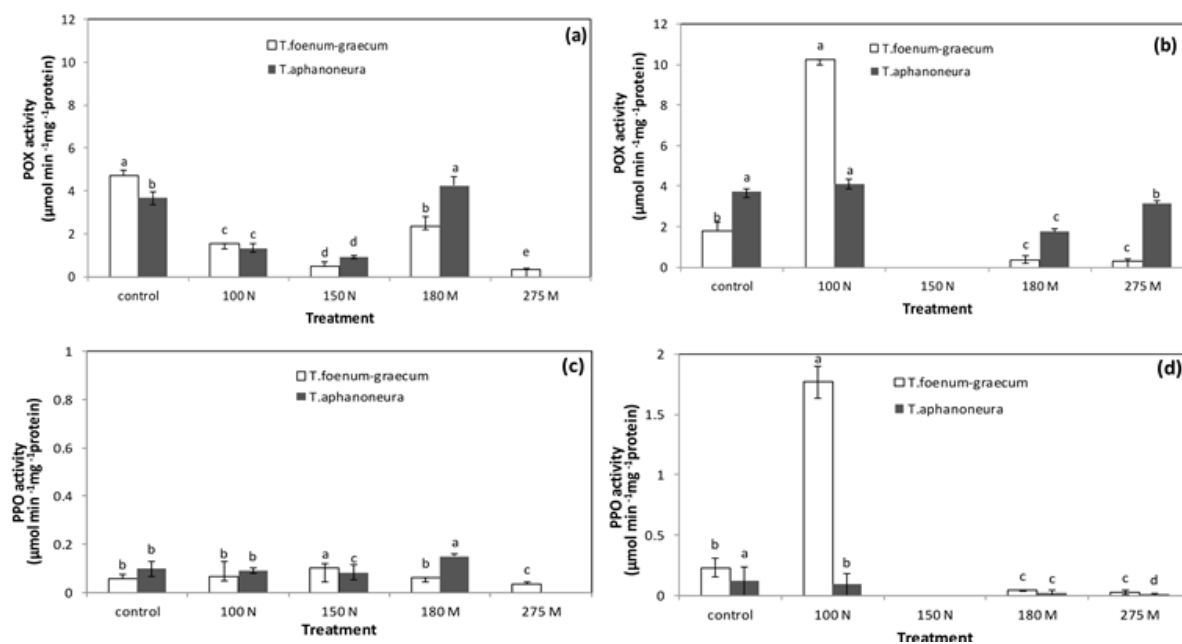 (a)
12
10
8
6
4
2
0
POX activity
(µmol min ⁻¹mg ⁻¹protein)
T.foenum-graecum
T.aphanoneura
a
b
c
c
d
d
b
a
e
control
100 N
150 N
180 M
275 M
Treatment
(b)
12
10
8
6
4
2
0
POX activity
(µmol min ⁻¹mg ⁻¹protein)
T.foenum-graecum
T.aphanoneura
b
a
a
a
c
c
c
b
control
100 N
150 N
180 M
275 M
Treatment
(c)
1
0.8
0.6
0.4
0.2
0
PPO activity
(µmol min ⁻¹mg ⁻¹protein)
T.foenum-graecum
T.aphanoneura
b
b
b
b
a
c
b
a
c
control
100 N
150 N
180 M
275 M
Treatment
(d)
2
1.5
1
0.5
0
PPO activity
(µmol min ⁻¹mg ⁻¹protein)
T.foenum-graecum
T.aphanoneura
b
a
a
b
c
c
c
d
control
100 N
150 N
180 M
275 M
Treatment